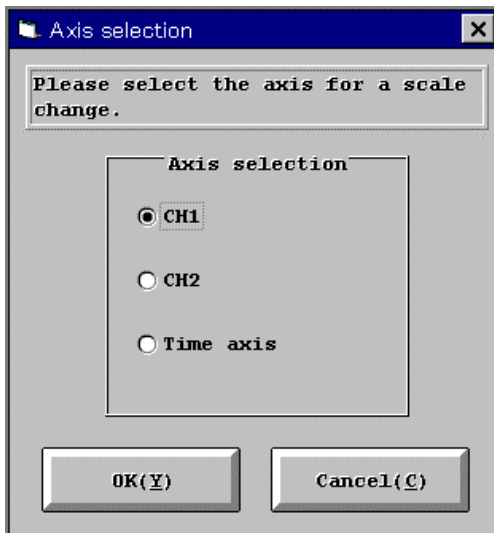 Axis selection
Please select the axis for a scale
change.
Axis selection
CH1
CH2
Time axis
OK(Y) Cancel(C)